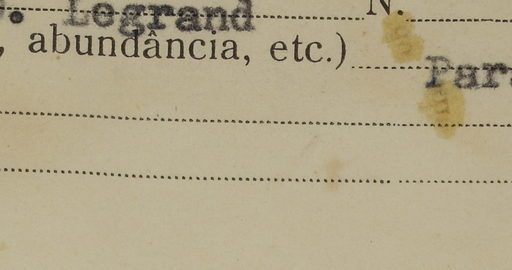 . Legrand N.
, abundância, etc.)